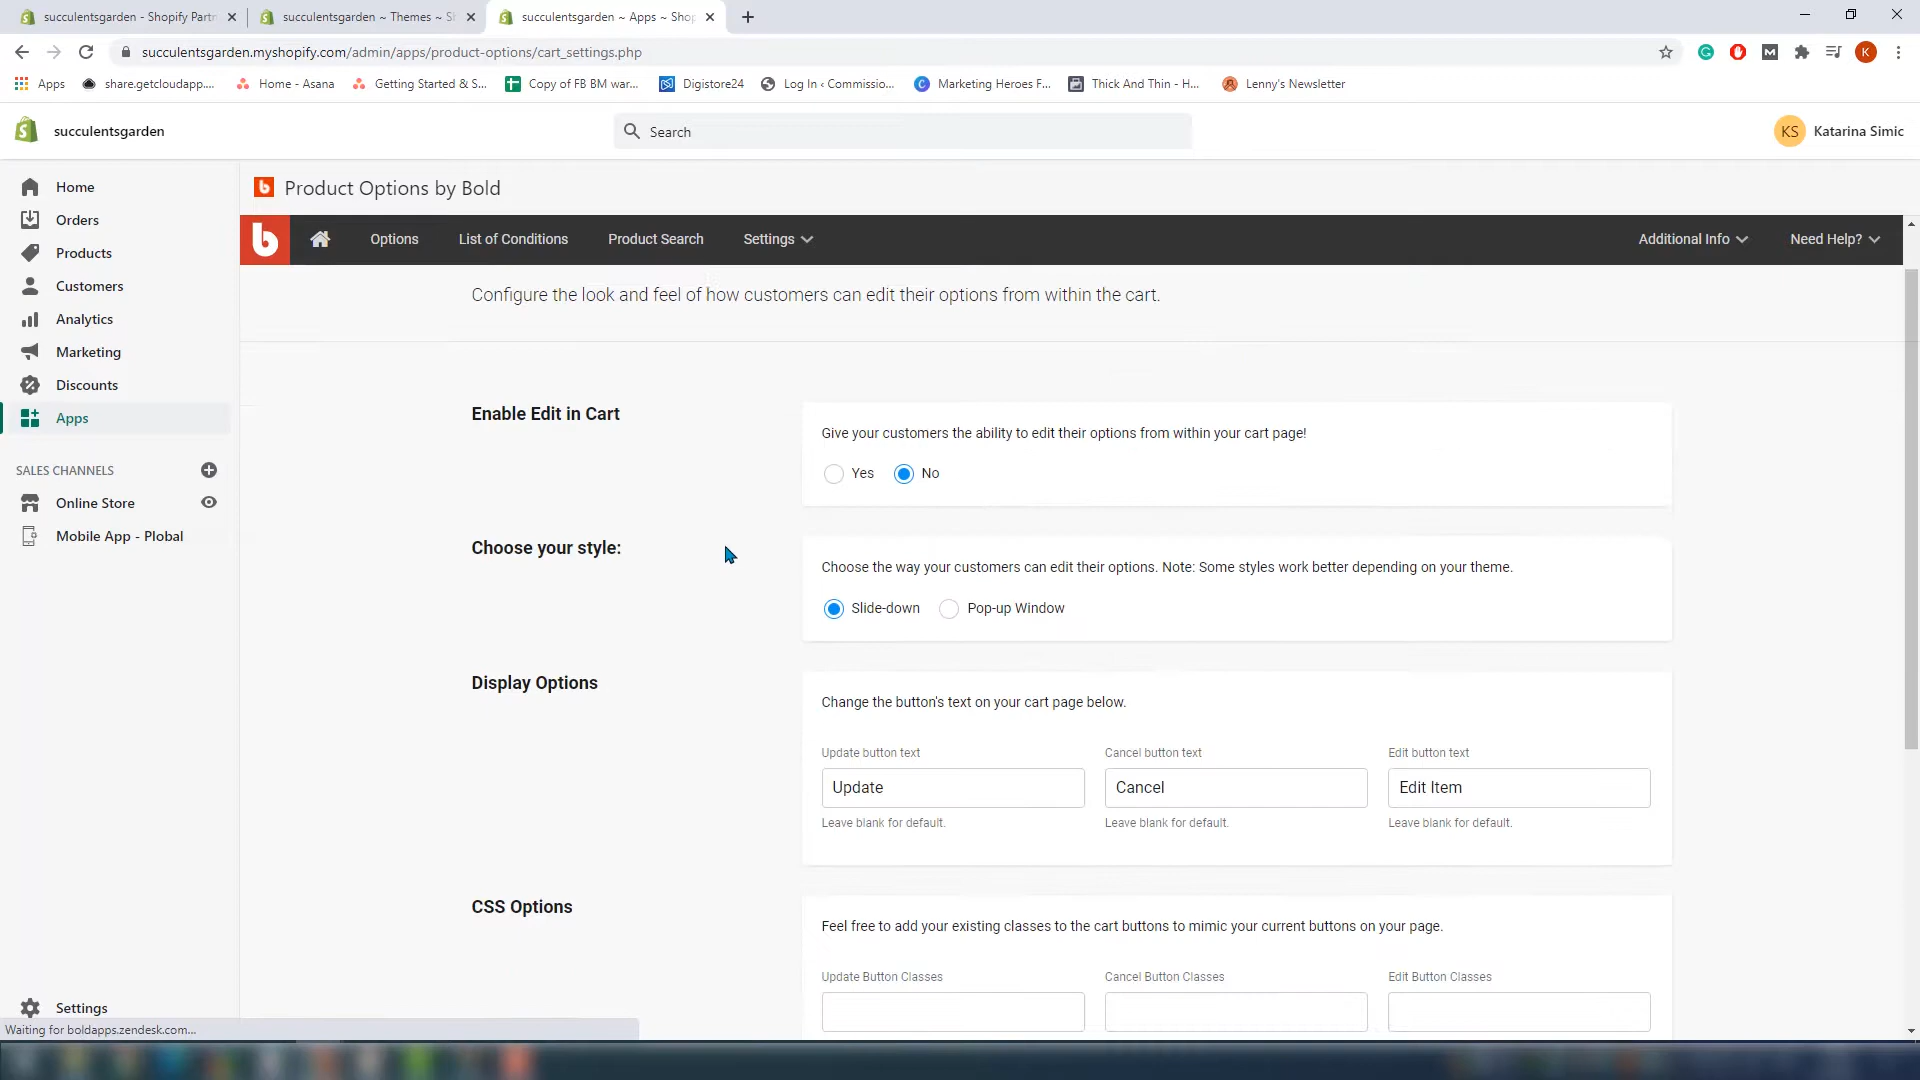 succulentsgarden - Shopify Partn
succulentsgarden ~ Themes ~ S
succulentsgarden ~ Apps ~ Shop
succulentsgarden.myshopify.com/admin/apps/product-options/cart_settings.php
K
Apps
share.getcloudapp....
Home - Asana
Getting Started & S...
Copy of FB BM war...
Digistore24
Log In ‹ Commissio...
Marketing Heroes F...
Thick And Thin - H...
Lenny's Newsletter
succulentsgarden
Search
KS
Katarina Simic
Home
Orders
Products
Customers
Analytics
Marketing
Discounts
Apps
SALES CHANNELS
Online Store
Mobile App - Plobal
Settings
Waiting for boldapps.zendesk.com...
Product Options by Bold
b
Options
List of Conditions
Product Search
Settings
Additional Info
Need Help?
Configure the look and feel of how customers can edit their options from within the cart.
Enable Edit in Cart
Give your customers the ability to edit their options from within your cart page!
Yes
No
Choose your style:
Choose the way your customers can edit their options. Note: Some styles work better depending on your theme.
Slide-down
Pop-up Window
Display Options
Change the button's text on your cart page below.
Update button text
Cancel button text
Edit button text
Update
Cancel
Edit Item
Leave blank for default.
Leave blank for default.
Leave blank for default.
CSS Options
Feel free to add your existing classes to the cart buttons to mimic your current buttons on your page.
Update Button Classes
Cancel Button Classes
Edit Button Classes